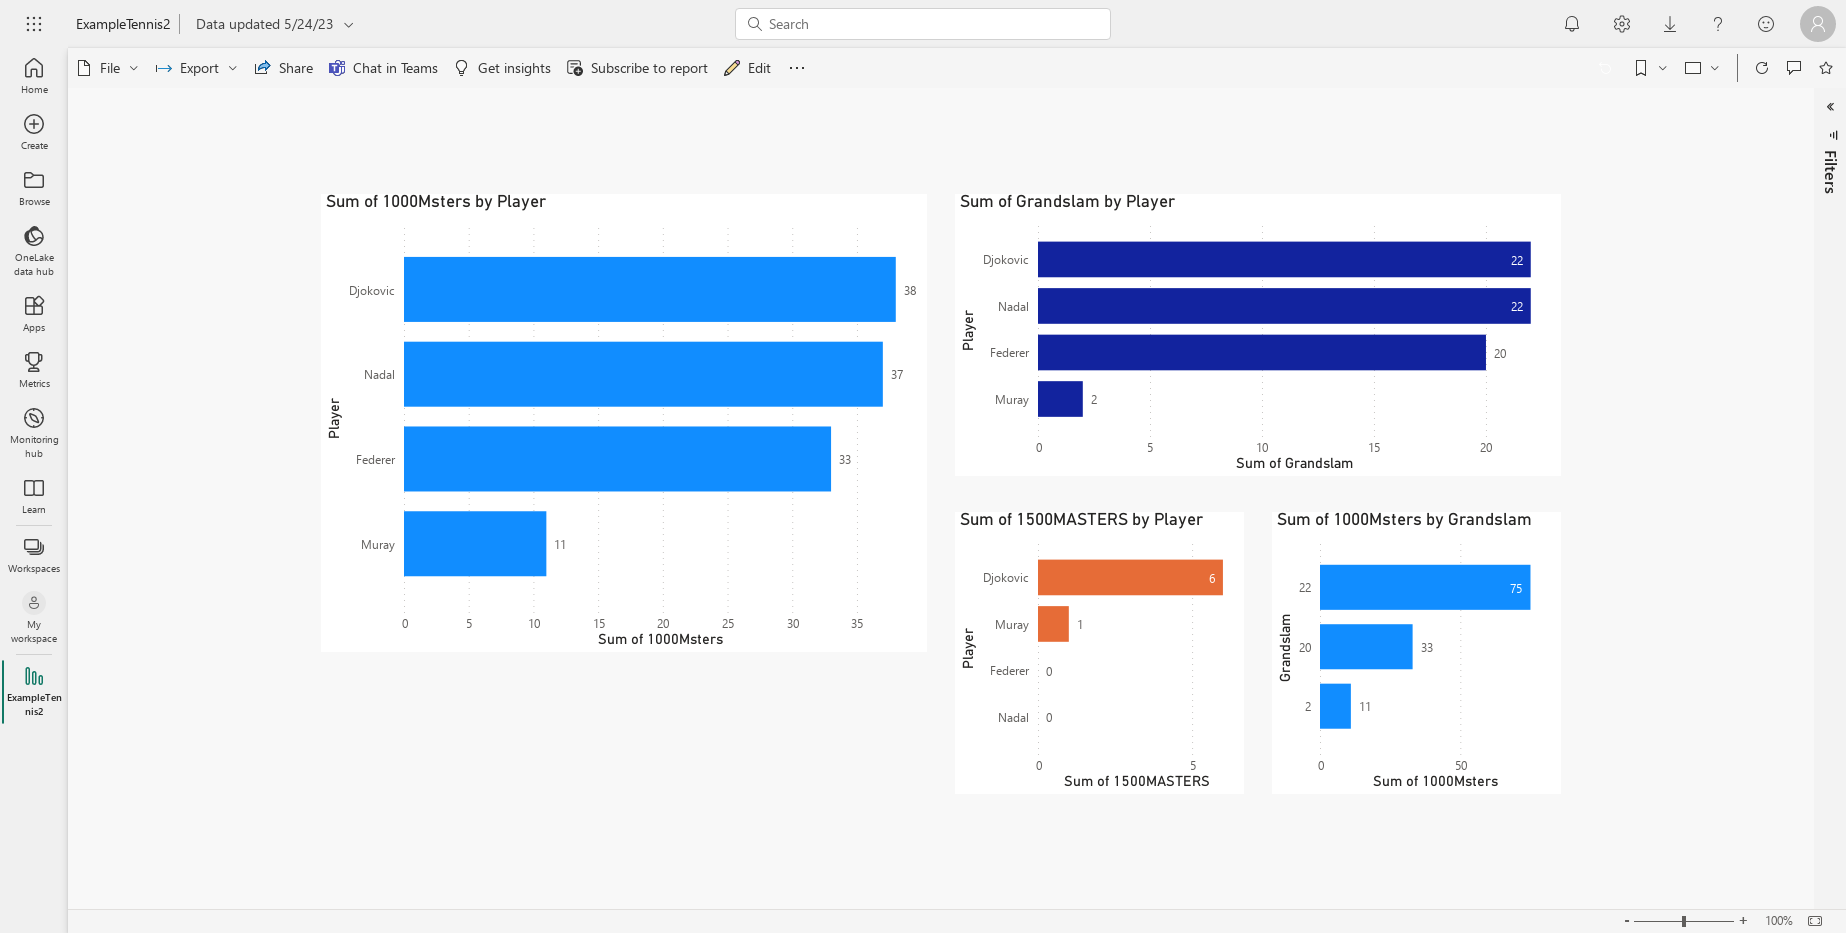 ExampleTennis2
Data updated 5/24/23
Search
File
Export
Share
Chat in Teams
Get insights
Subscribe to report
Edit
Home
Create
Browse
OneLake
data hub
Apps
Metrics
Monitoring
hub
Learn
Workspaces
My
workspace
ExampleTen
nis2
Filters
Sum of 1000Msters by Player
Player
Djokovic 38
Nadal 37
Federer 33
Muray 11
0 5 10 15 20 25 30 35
Sum of 1000Msters
Sum of Grandslam by Player
Player
Djokovic 22
Nadal 22
Federer 20
Muray 2
0 5 10 15 20
Sum of Grandslam
Sum of 1500MASTERS by Player
Player
Djokovic 6
Muray 1
Federer 0
Nadal 0
0 5
Sum of 1500MASTERS
Sum of 1000Msters by Grandslam
Grandslam
22 75
20 33
2 11
0 50
Sum of 1000Msters
- + 100%